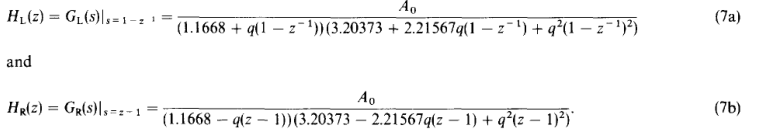 H_L(z) = G_L(s)|_{s=1-z^{-1}} = \frac{A_0}{(1.1668 + q(1 - z^{-1}))(3.20373 + 2.21567q(1 - z^{-1}) + q^2(1 - z^{-1})^2)} (7a)
and
H_R(z) = G_R(s)|_{s=z-1} = \frac{A_0}{(1.1668 - q(z - 1))(3.20373 - 2.21567q(z - 1) + q^2(z - 1)^2)}. (7b)